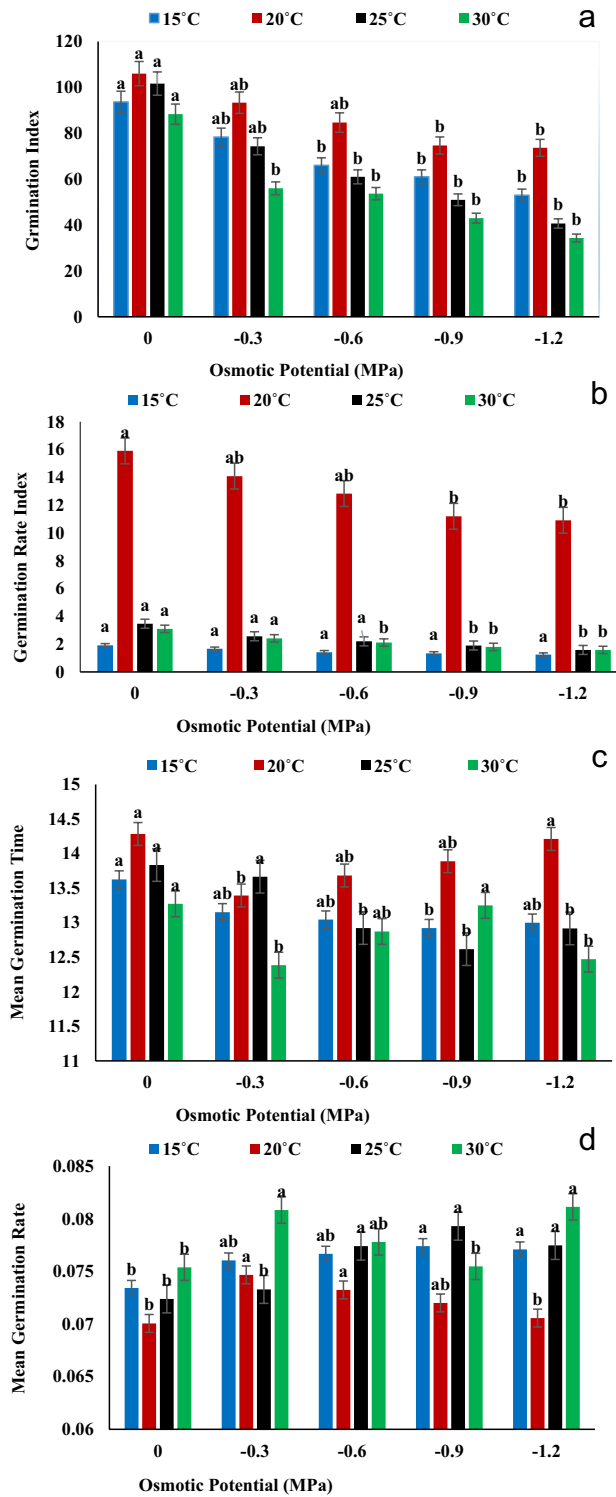 a
15˚C 20˚C 25˚C 30˚C
120
100
80
60
40
20
0
Grmination Index
a a a a
ab ab ab b
b ab b b
b b b b
b b b b
0 -0.3 -0.6 -0.9 -1.2
Osmotic Potential (MPa)
b
15˚C 20˚C 25˚C 30˚C
18
16
14
12
10
8
6
4
2
0
Germination Rate Index
a a a a
a ab a a
a ab a b
a b b b
a b b b
0 -0.3 -0.6 -0.9 -1.2
Osmotic Potential (MPa)
c
15˚C 20˚C 25˚C 30˚C
15
14.5
14
13.5
13
12.5
12
11.5
11
Mean Germination Time
a a a a
ab b a b
ab ab b ab
b ab b a
ab a b b
0 -0.3 -0.6 -0.9 -1.2
Osmotic Potential (MPa)
d
15˚C 20˚C 25˚C 30˚C
0.085
0.08
0.075
0.07
0.065
0.06
Mean Germination Rate
b b b b
ab a b a
ab a a ab
a ab a b
a b a a
0 -0.3 -0.6 -0.9 -1.2
Osmotic Potential (MPa)